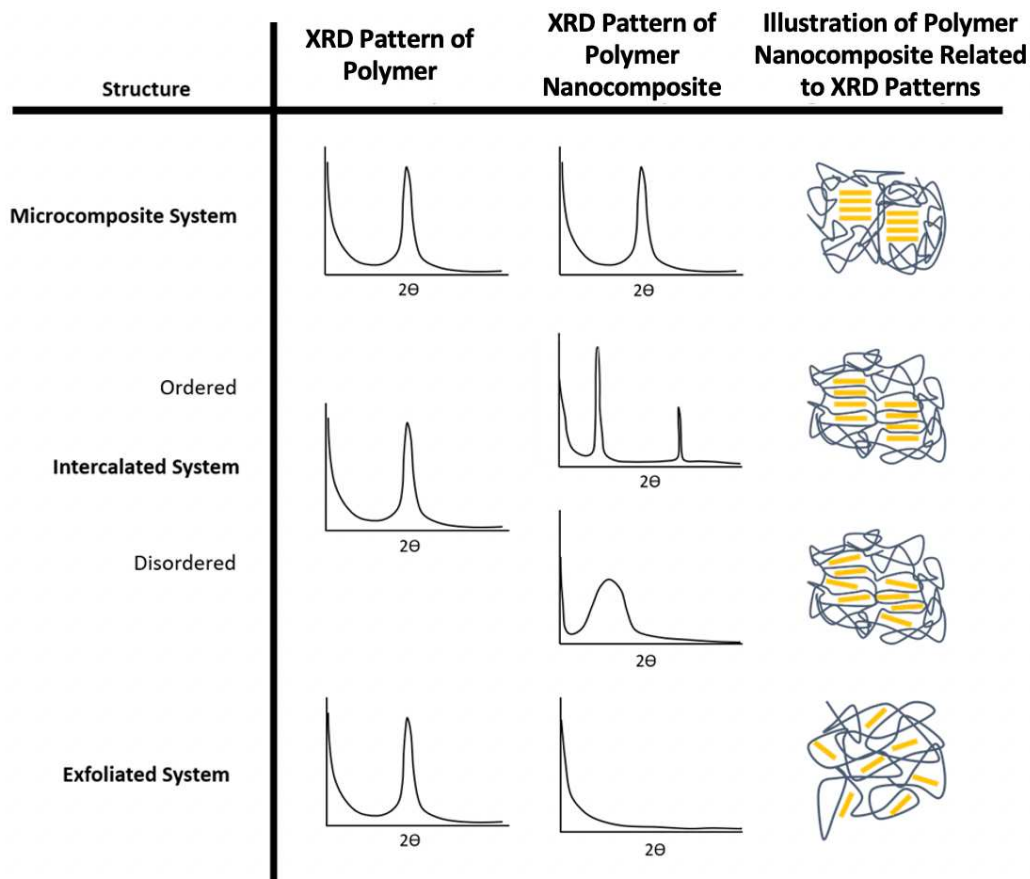 Structure
XRD Pattern of
Polymer
XRD Pattern of
Polymer
Nanocomposite
Illustration of Polymer
Nanocomposite Related
to XRD Patterns
Microcomposite System
2Θ
2Θ
Ordered
2Θ
Intercalated System
2Θ
Disordered
2Θ
Exfoliated System
2Θ
2Θ